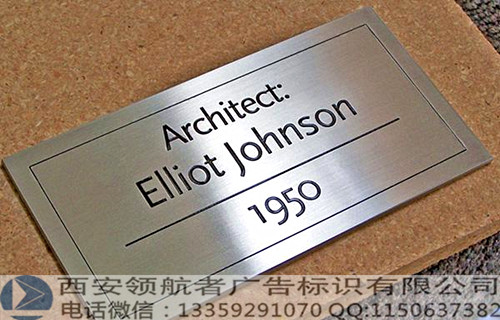 Architect:
Elliot Johnson
1950
西安领航者广告标识有限公司
电话微信：13359291070 QQ:1150637382